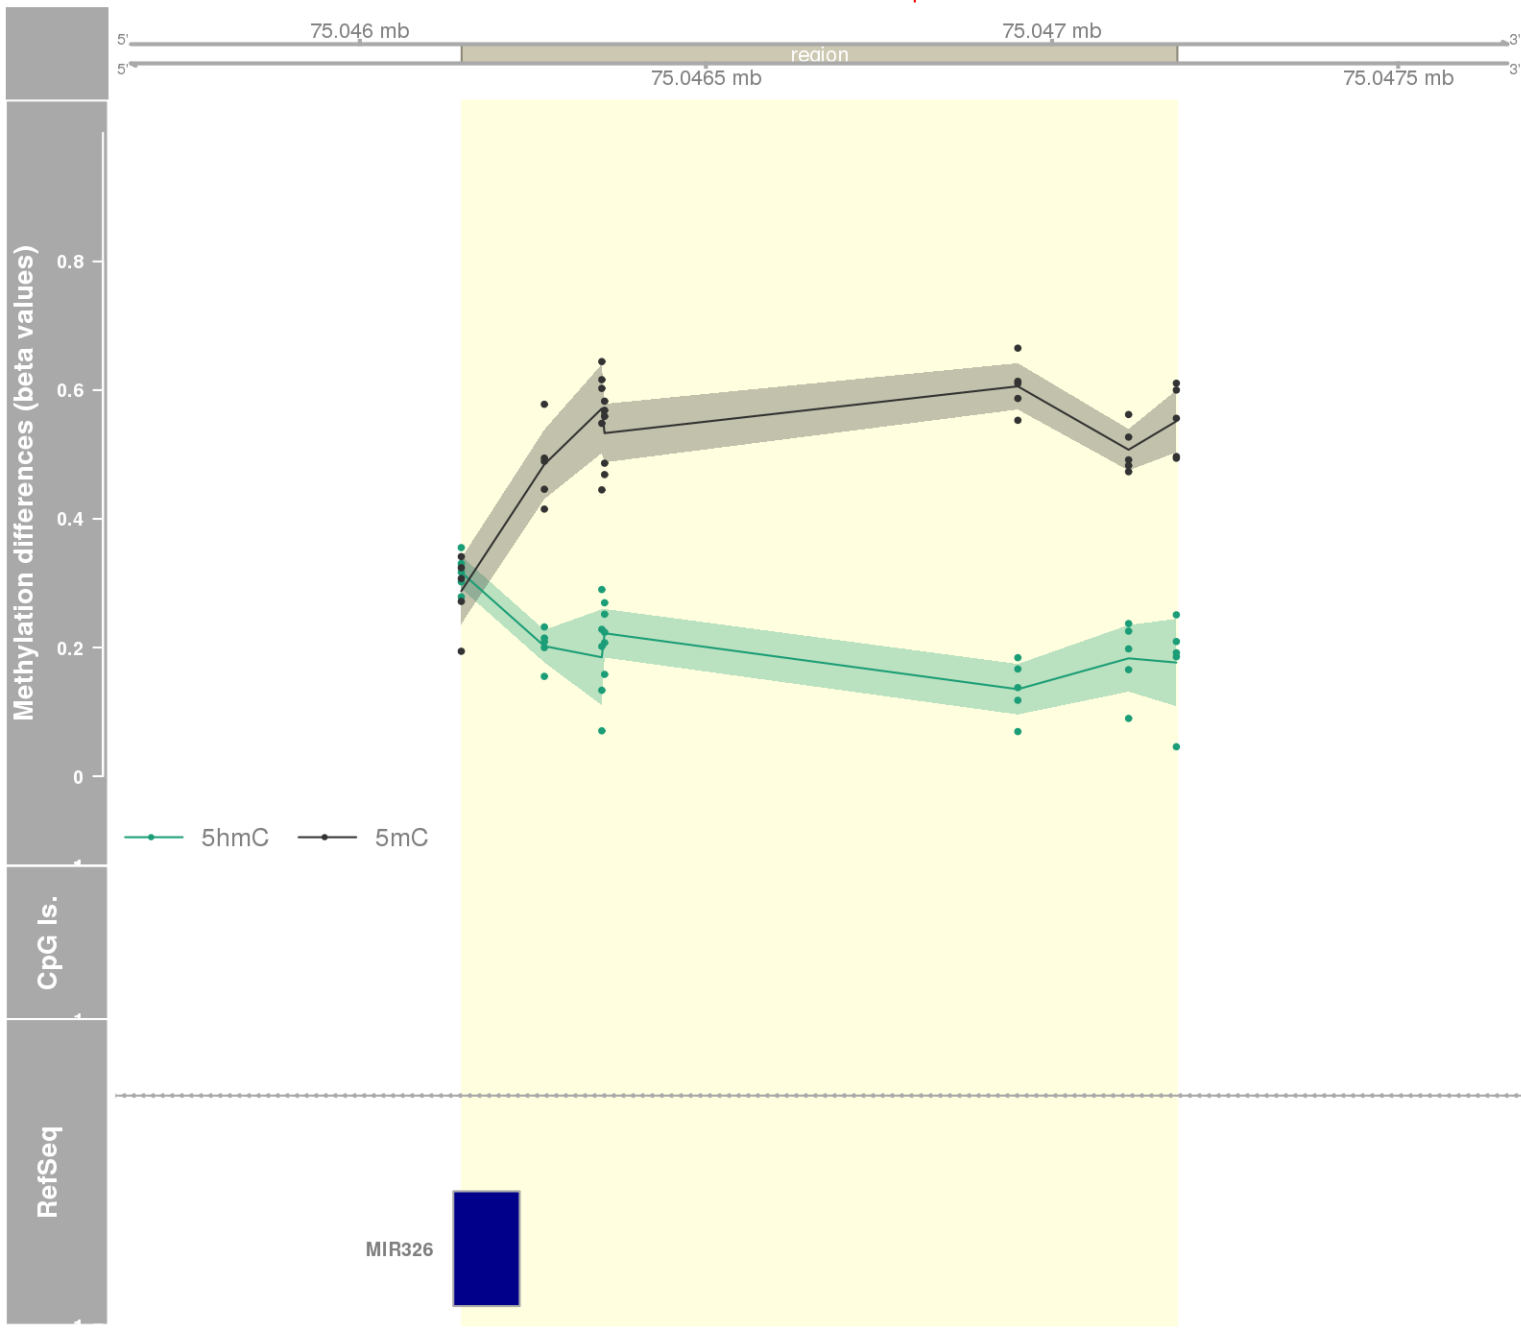 75.046 mb
75.047 mb
5'
3'
region
5'
3'
75.0465 mb
75.0475 mb
Methylation differences (beta values)
0.8
0.6
0.4
0.2
0
5hmC
5mC
CpG Is.
RefSeq
MIR326